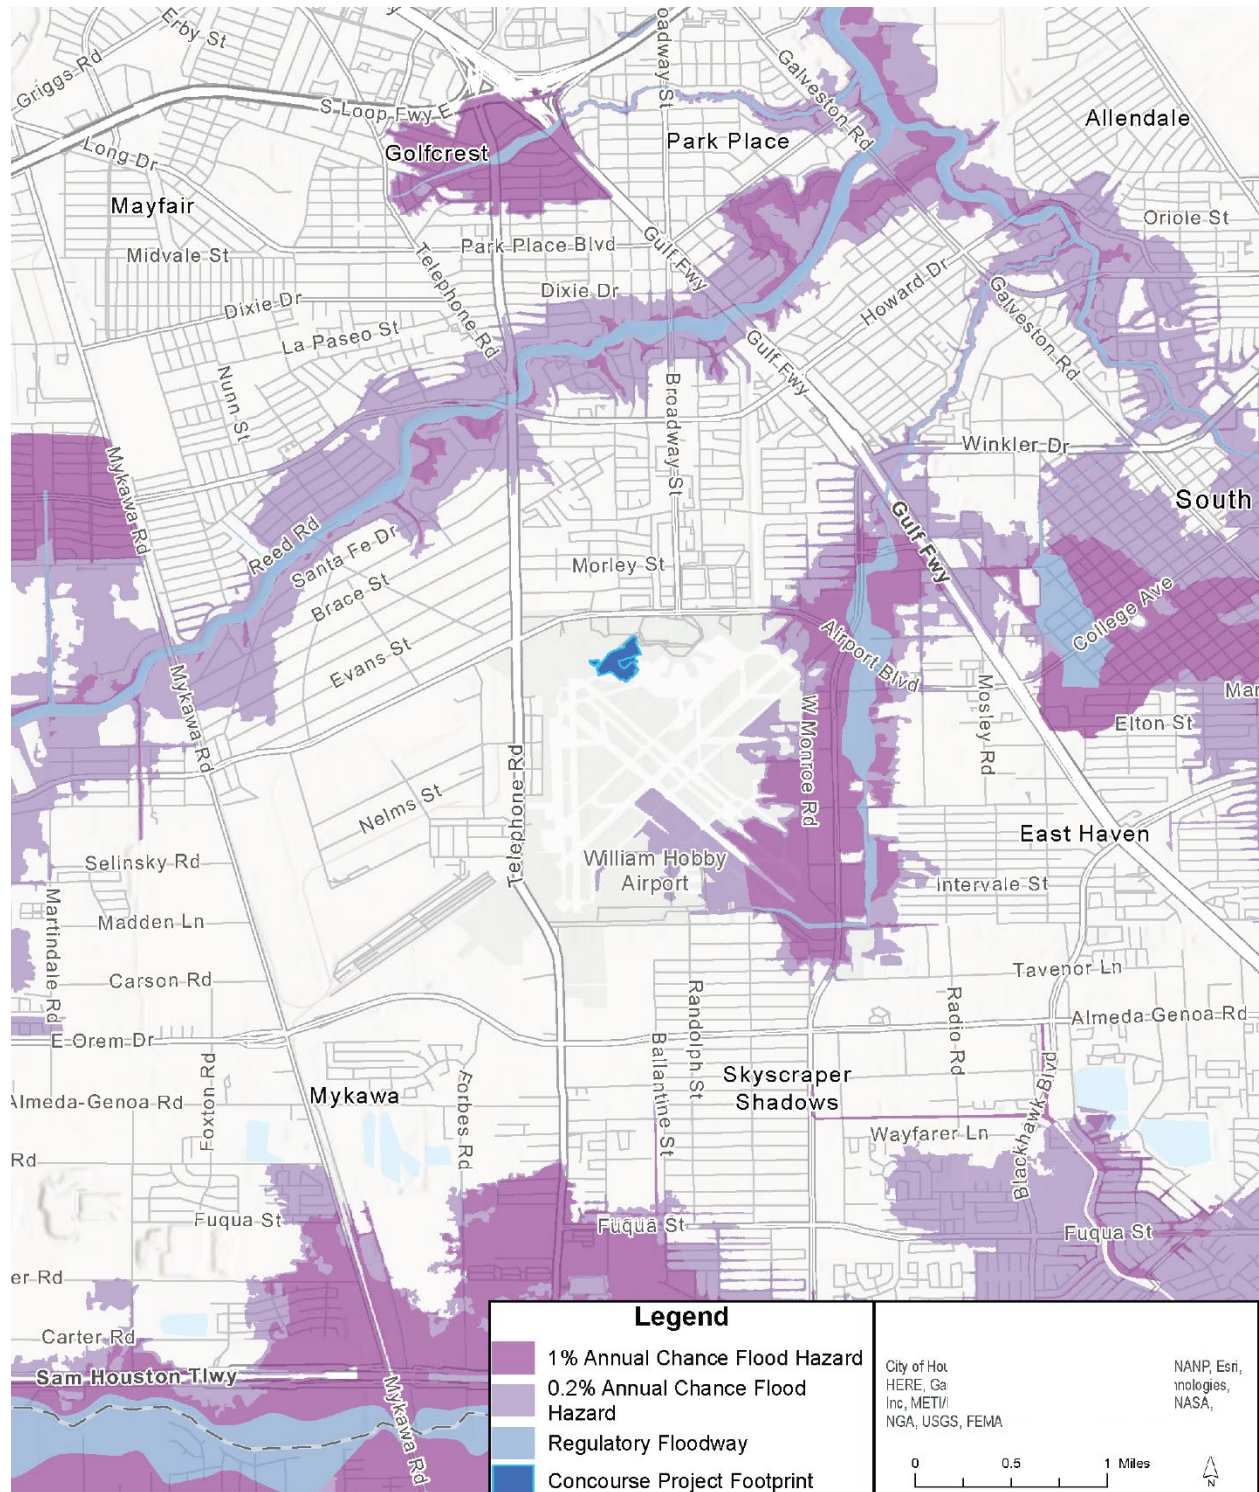 Erby St
Griggs Rd
S Loop Fwy E
Long Dr
oadway St
Galveston Rd
Allendale
Park Place
Golfcrest
Mayfair
Oriole St
Midvale St
Park Place Blvd
Gulf Fwy
Telephone Rd
Dixie Dr
Dixie Dr
Howard Dr
Galveston Rd
La Paseo St
Gulf Fwy
Nunn St
Broadway St
Winkler Dr
Mykawa Rd
South
Gulf Fwy
Reed Rd
Santa Fe Dr
Morley St
Brace St
College Ave
Evans St
Airport Blvd
Mykawa Rd
Mosley Rd
Mar
Elton St
W Monroe Rd
Telephone Rd
Nelms St
East Haven
Selinsky Rd
William Hobby
Airport
Intervale St
Martindale Rd
Madden Ln
Carson Rd
Tavenor Ln
Randolph St
Radio Rd
Almeda Genoa Rd
E Orem Dr
Ballantine St
Foxton Rd
Forbes Rd
Skyscraper
Shadows
Blackhawk Blvd
Mykawa
Almeda-Genoa Rd
Wayfarer Ln
Rd
Fuqua St
Fuqua St
Fuqua St
er Rd
Carter Rd
Sam Houston Tlwy
Mykawa Rd
Legend
1% Annual Chance Flood Hazard
0.2% Annual Chance Flood
Hazard
Regulatory Floodway
Concourse Project Footprint
City of Hou NANP, Esri,
HERE, Gar nologies,
Inc, METI/ NASA,
NGA, USGS, FEMA
0 0.5 1 Miles
N